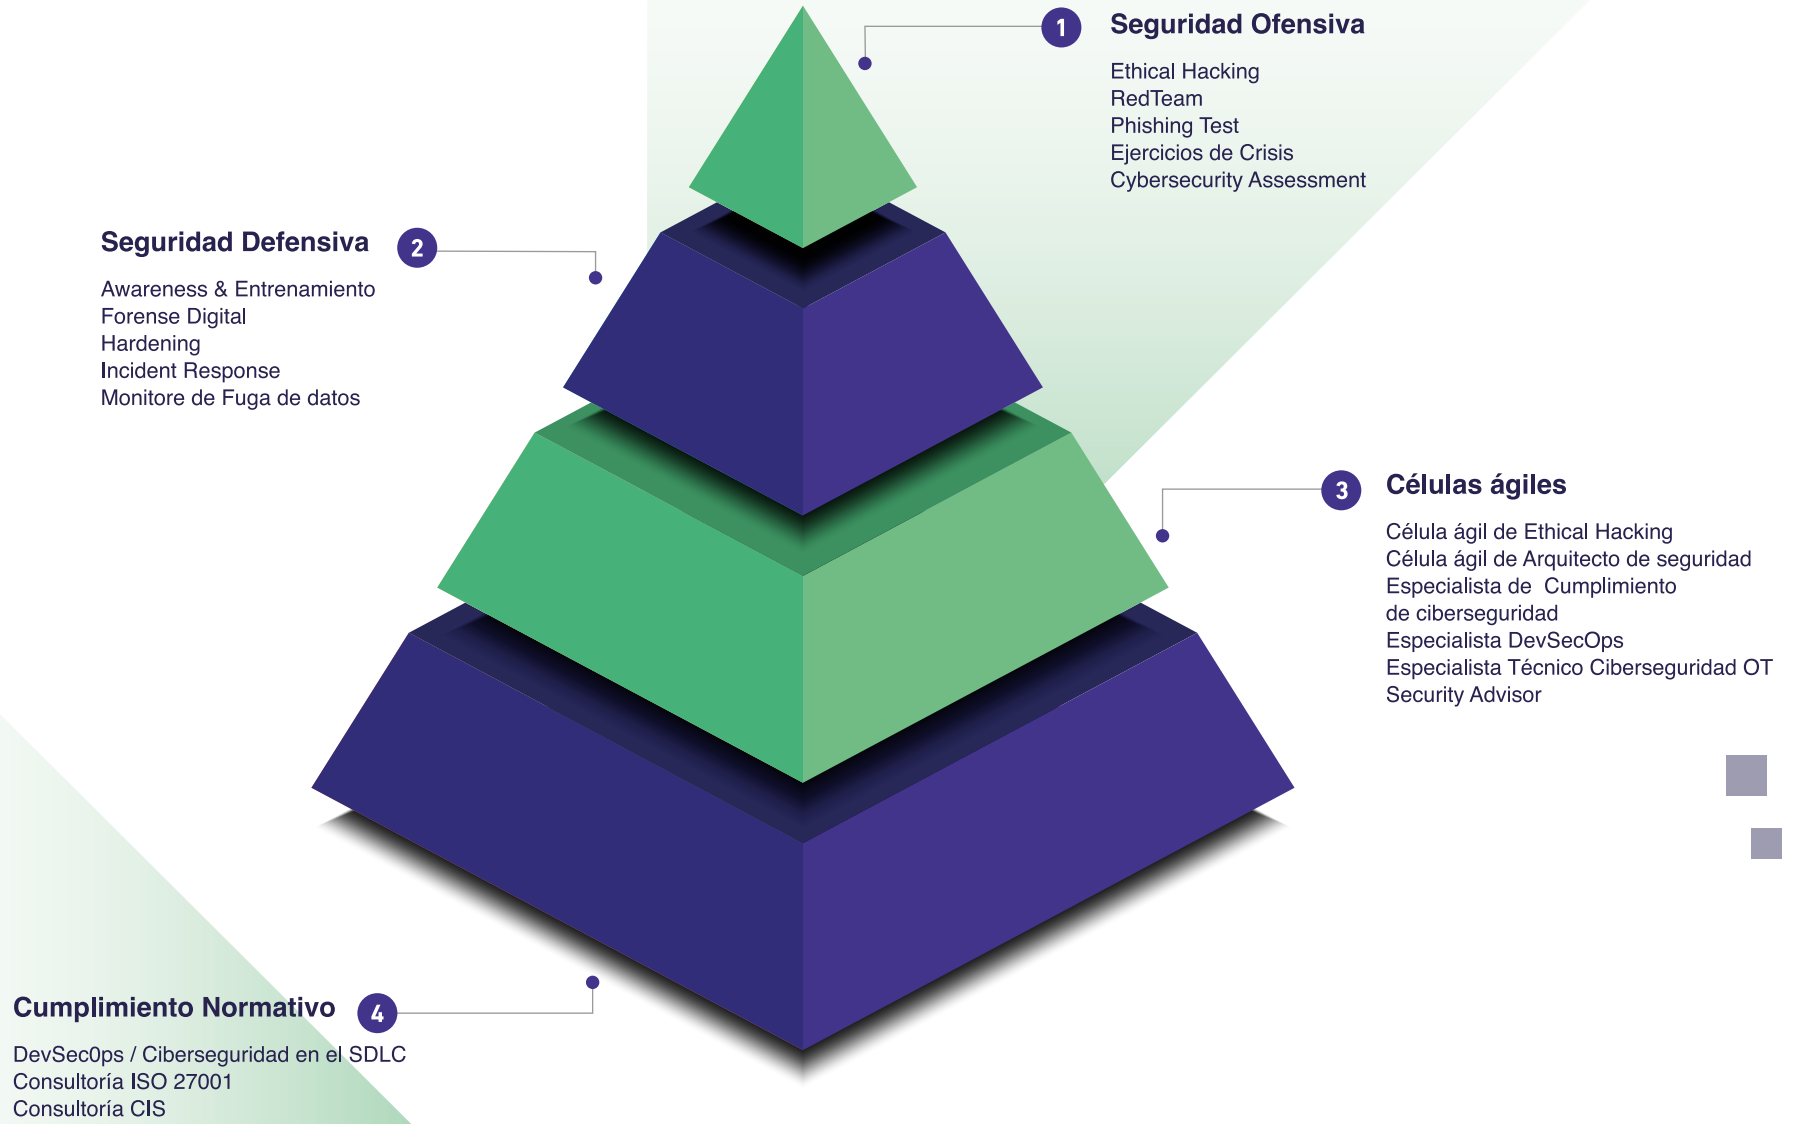 1
Seguridad Ofensiva
Ethical Hacking
RedTeam
Phishing Test
Ejercicios de Crisis
Cybersecurity Assessment
Seguridad Defensiva
2
Awareness & Entrenamiento
Forense Digital
Hardening
Incident Response
Monitore de Fuga de datos
3
Células ágiles
Célula ágil de Ethical Hacking
Célula ágil de Arquitecto de seguridad
Especialista de  Cumplimiento
de ciberseguridad
Especialista DevSecOps
Especialista Técnico Ciberseguridad OT
Security Advisor
Cumplimiento Normativo
4
DevSec0ps / Ciberseguridad en el SDLC
Consultoría ISO 27001
Consultoría CIS